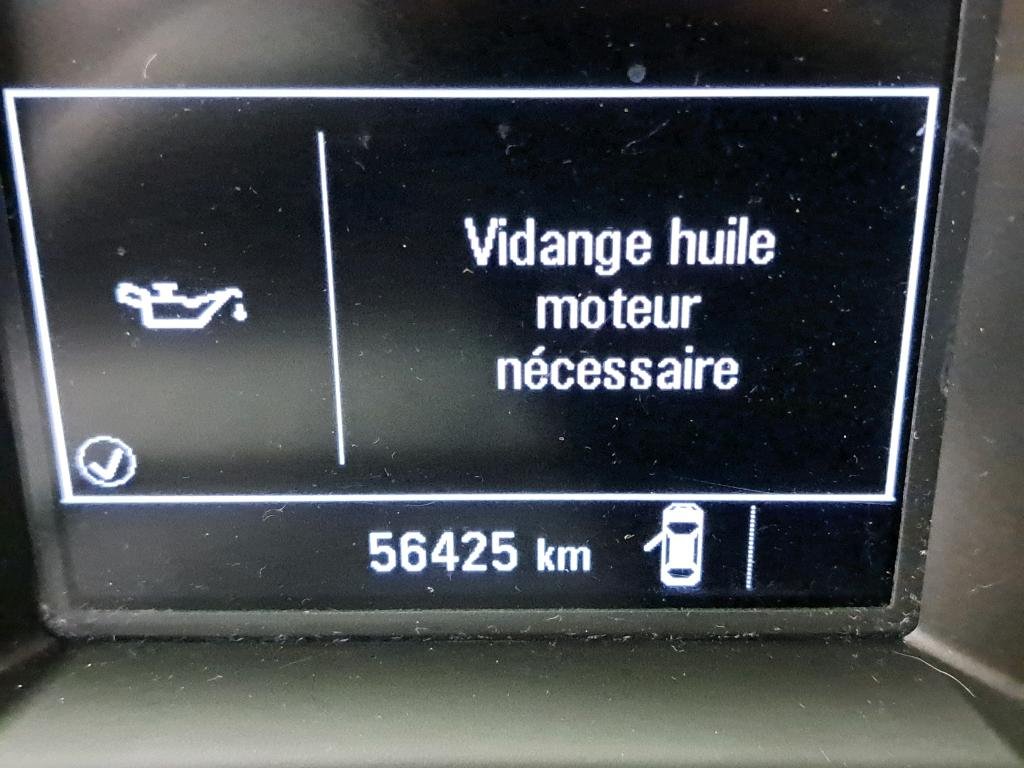 Vidange huile
moteur
nécessaire
56425 km